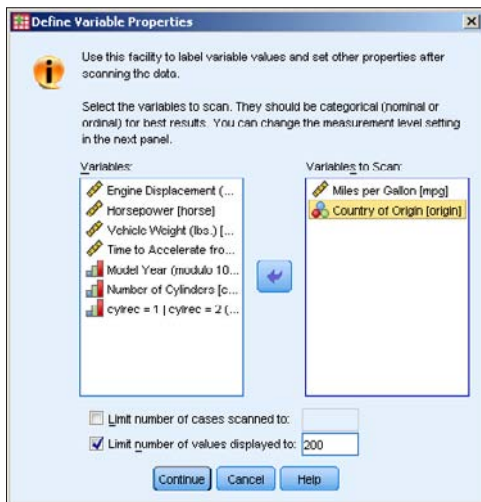 Define Variable Properties
Use this facility to label variable values and set other properties after
scanning the data.
Select the variables to scan. They should be categorical (nominal or
ordinal) for best results. You can change the measurement level setting
in the next panel.
Variables:
Engine Displacement (...
Horsepower [horse]
Vehicle Weight (lbs.) [...
Time to Accelerate fro...
Model Year (modulo 10...
Number of Cylinders [c...
cylrec = 1 | cylrec = 2 (...
Variables to Scan:
Miles per Gallon [mpg]
Country of Origin [origin]
Limit number of cases scanned to:
Limit number of values displayed to: 200
Continue Cancel Help